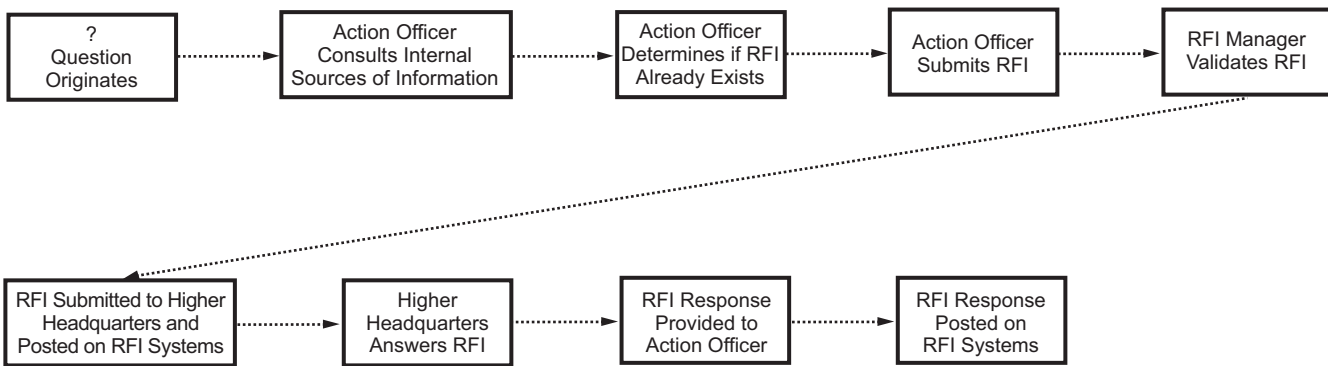 ?
Question
Originates
Action Officer
Consults Internal
Sources of Information
Action Officer
Determines if RFI
Already Exists
Action Officer
Submits RFI
RFI Manager
Validates RFI
RFI Submitted to Higher
Headquarters and
Posted on RFI Systems
Higher
Headquarters
Answers RFI
RFI Response
Provided to
Action Officer
RFI Response
Posted on
RFI Systems